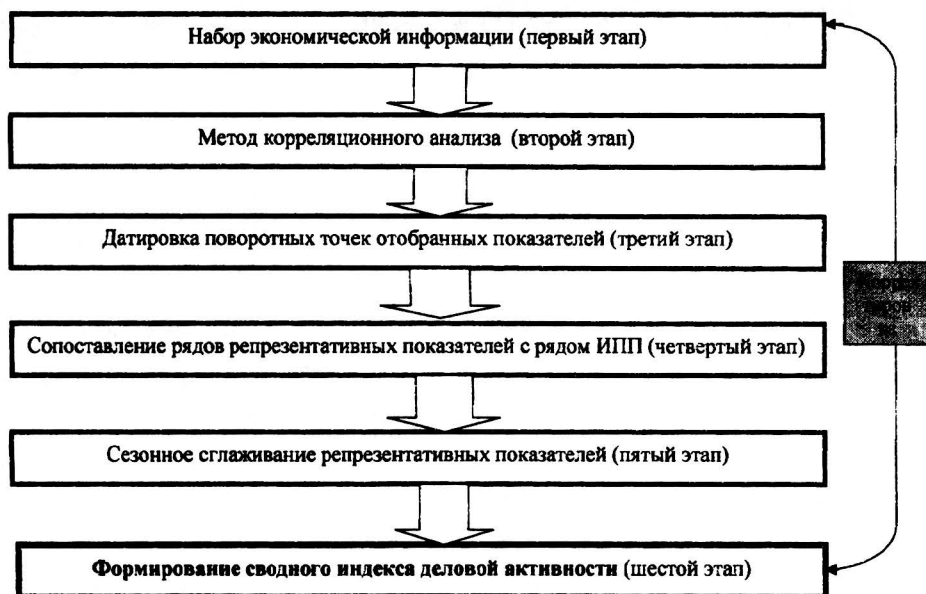 Набор экономической информации (первый этап)
Метод корреляционного анализа (второй этап)
Датировка поворотных точек отобранных показателей (третий этап)
Сопоставление рядов репрезентативных показателей с рядом ИПП (четвертый этап)
Сезонное сглаживание репрезентативных показателей (пятый этап)
Формирование сводного индекса деловой активности (шестой этап)